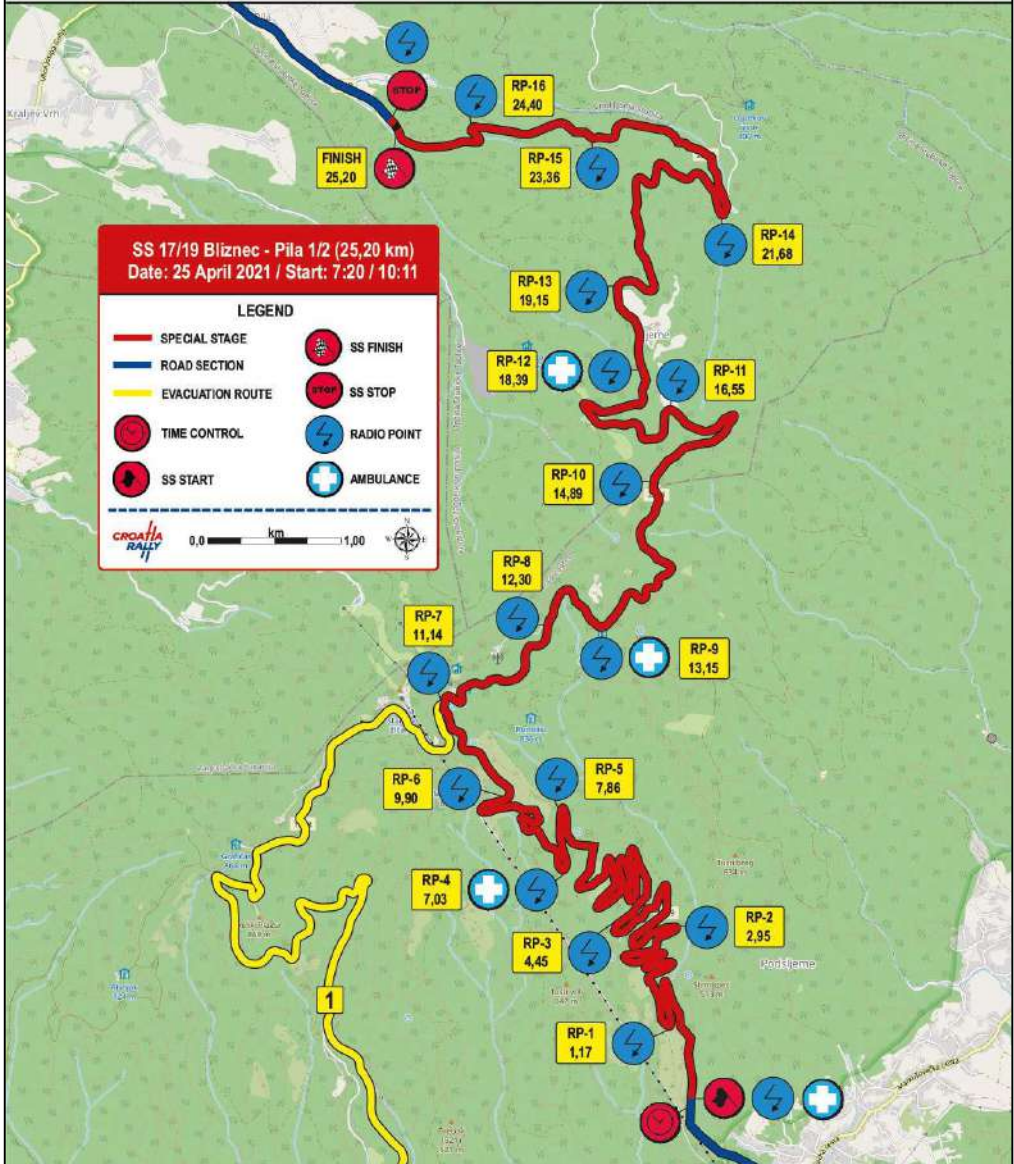 STOP
RP-16
24,40
FINISH
25,20
RP-15
23,36
Kraljev Vrh
RP-14
21,68
SS 17/19 Bliznec - Pila 1/2 (25,20 km)
Date: 25 April 2021 / Start: 7:20 / 10:11
LEGEND
SPECIAL STAGE
ROAD SECTION
EVACUATION ROUTE
TIME CONTROL
SS START
SS FINISH
STOP
SS STOP
RADIO POINT
AMBULANCE
CROATIA
RALLY
0,0
km
1,00
N
W
E
S
RP-13
19,15
RP-12
18,39
RP-11
16,55
RP-10
14,89
RP-8
12,30
RP-7
11,14
RP-9
13,15
RP-6
9,90
RP-5
7,86
RP-4
7,03
RP-2
2,95
RP-3
4,45
Podsljeme
1
RP-1
1,17